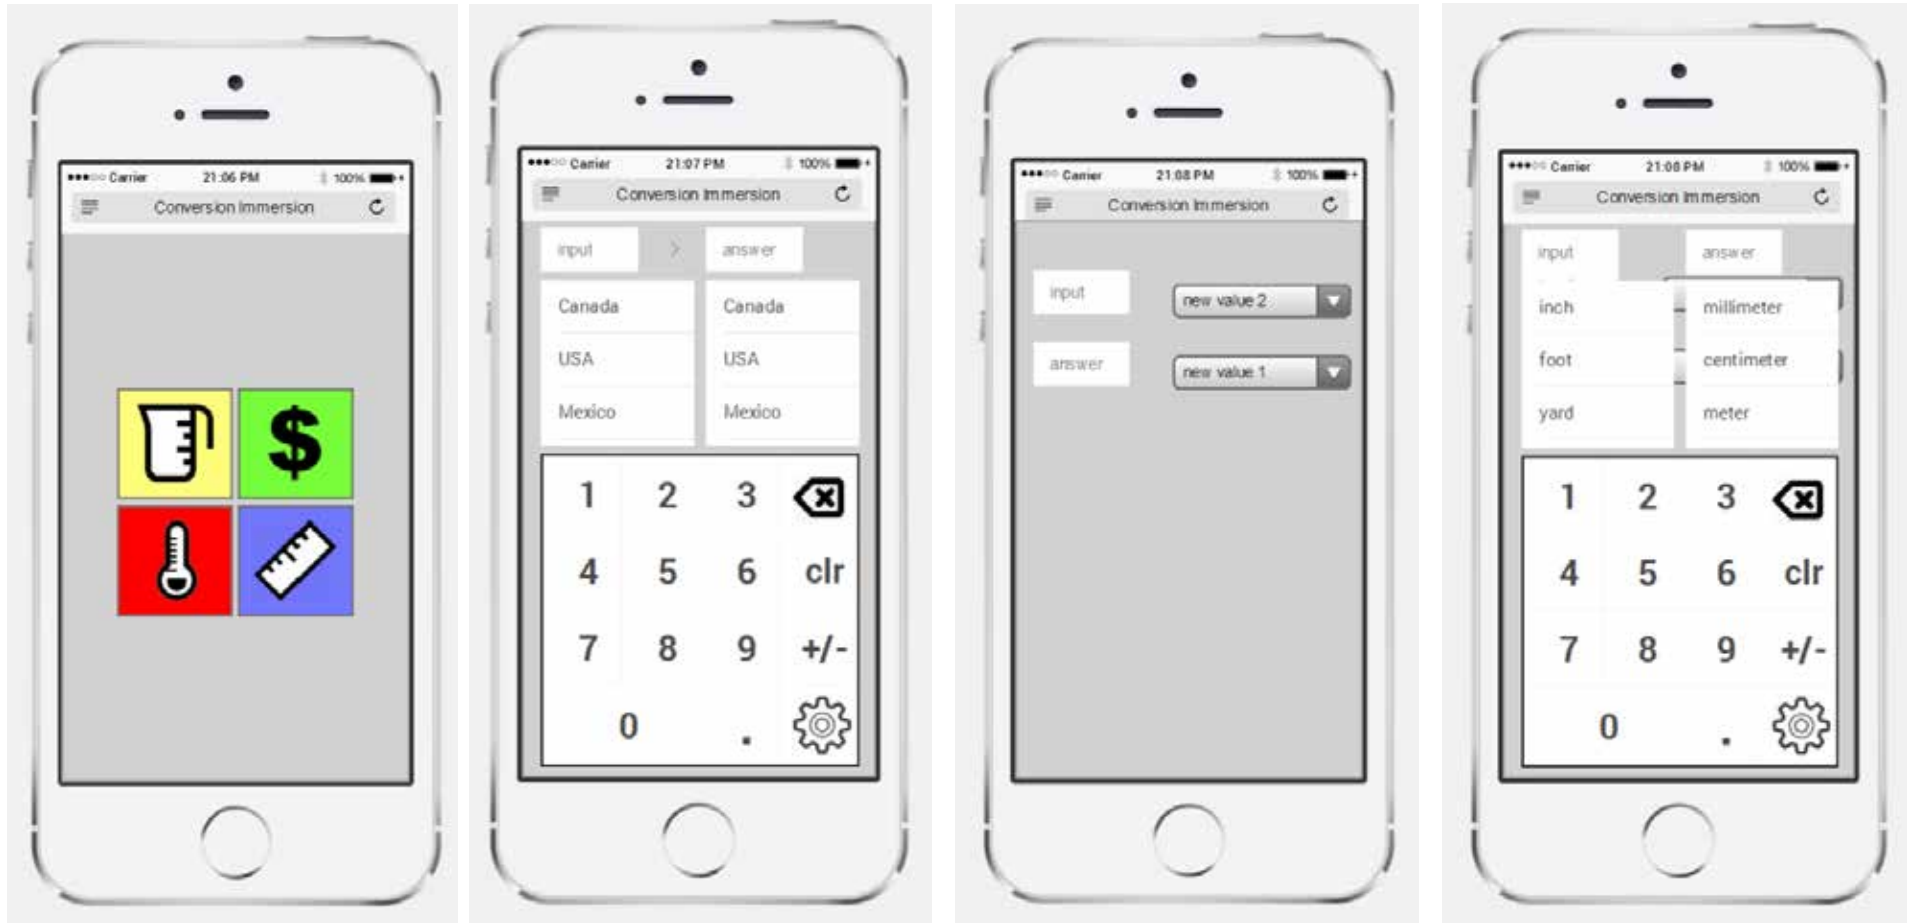 Carrier 21:06 PM 100%
Conversion Immersion
$
Carrier 21:07 PM 100%
Conversion Immersion
input > answer
Canada Canada
USA USA
Mexico Mexico
1 2 3
4 5 6 clr
7 8 9 +/-
0 .
Carrier 21:08 PM 100%
Conversion Immersion
input new value 2
answer new value 1
Carrier 21:08 PM 100%
Conversion Immersion
input answer
inch millimeter
foot centimeter
yard meter
1 2 3
4 5 6 clr
7 8 9 +/-
0 .